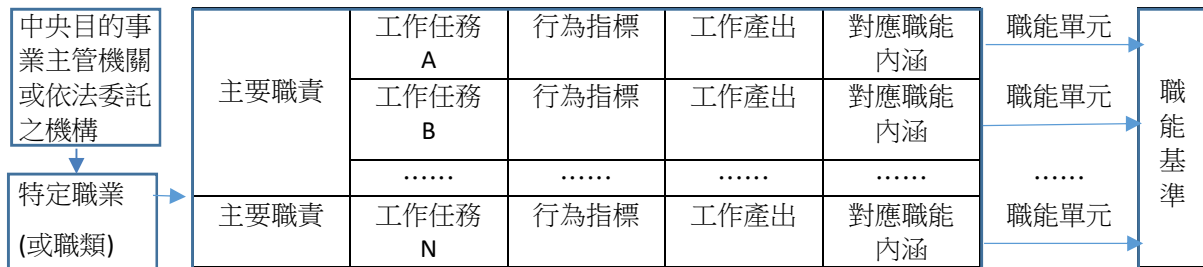 中央目的事
業主管機關
或依法委託
之機構
特定職業
(或職類)
主要職責
工作任務
A
行為指標
工作產出
對應職能
內涵
職能單元
工作任務
B
行為指標
工作產出
對應職能
內涵
職能單元
……
……
……
……
……
主要職責
工作任務
N
行為指標
工作產出
對應職能
內涵
職能單元
職
能
基
準